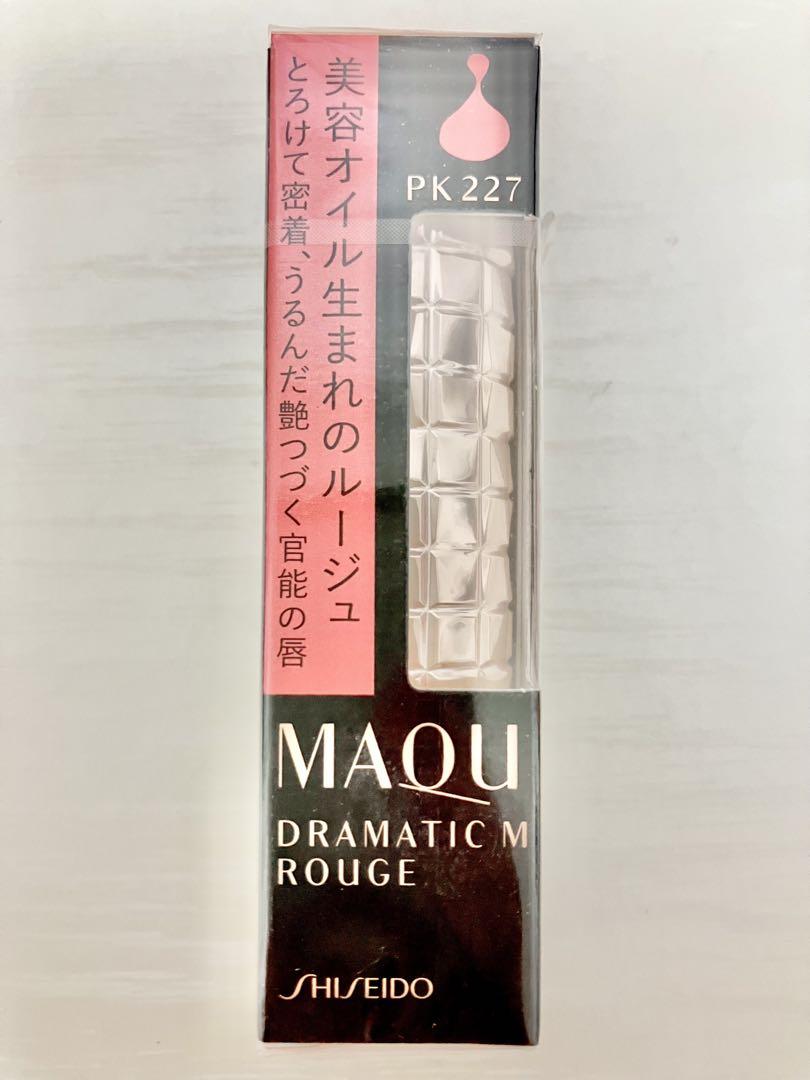 美容オイル生まれのルージュ
とろけて密着、うるんだ艶つづく官能の唇
PK227
MAQU
DRAMATIC M
ROUGE
SHISEIDO